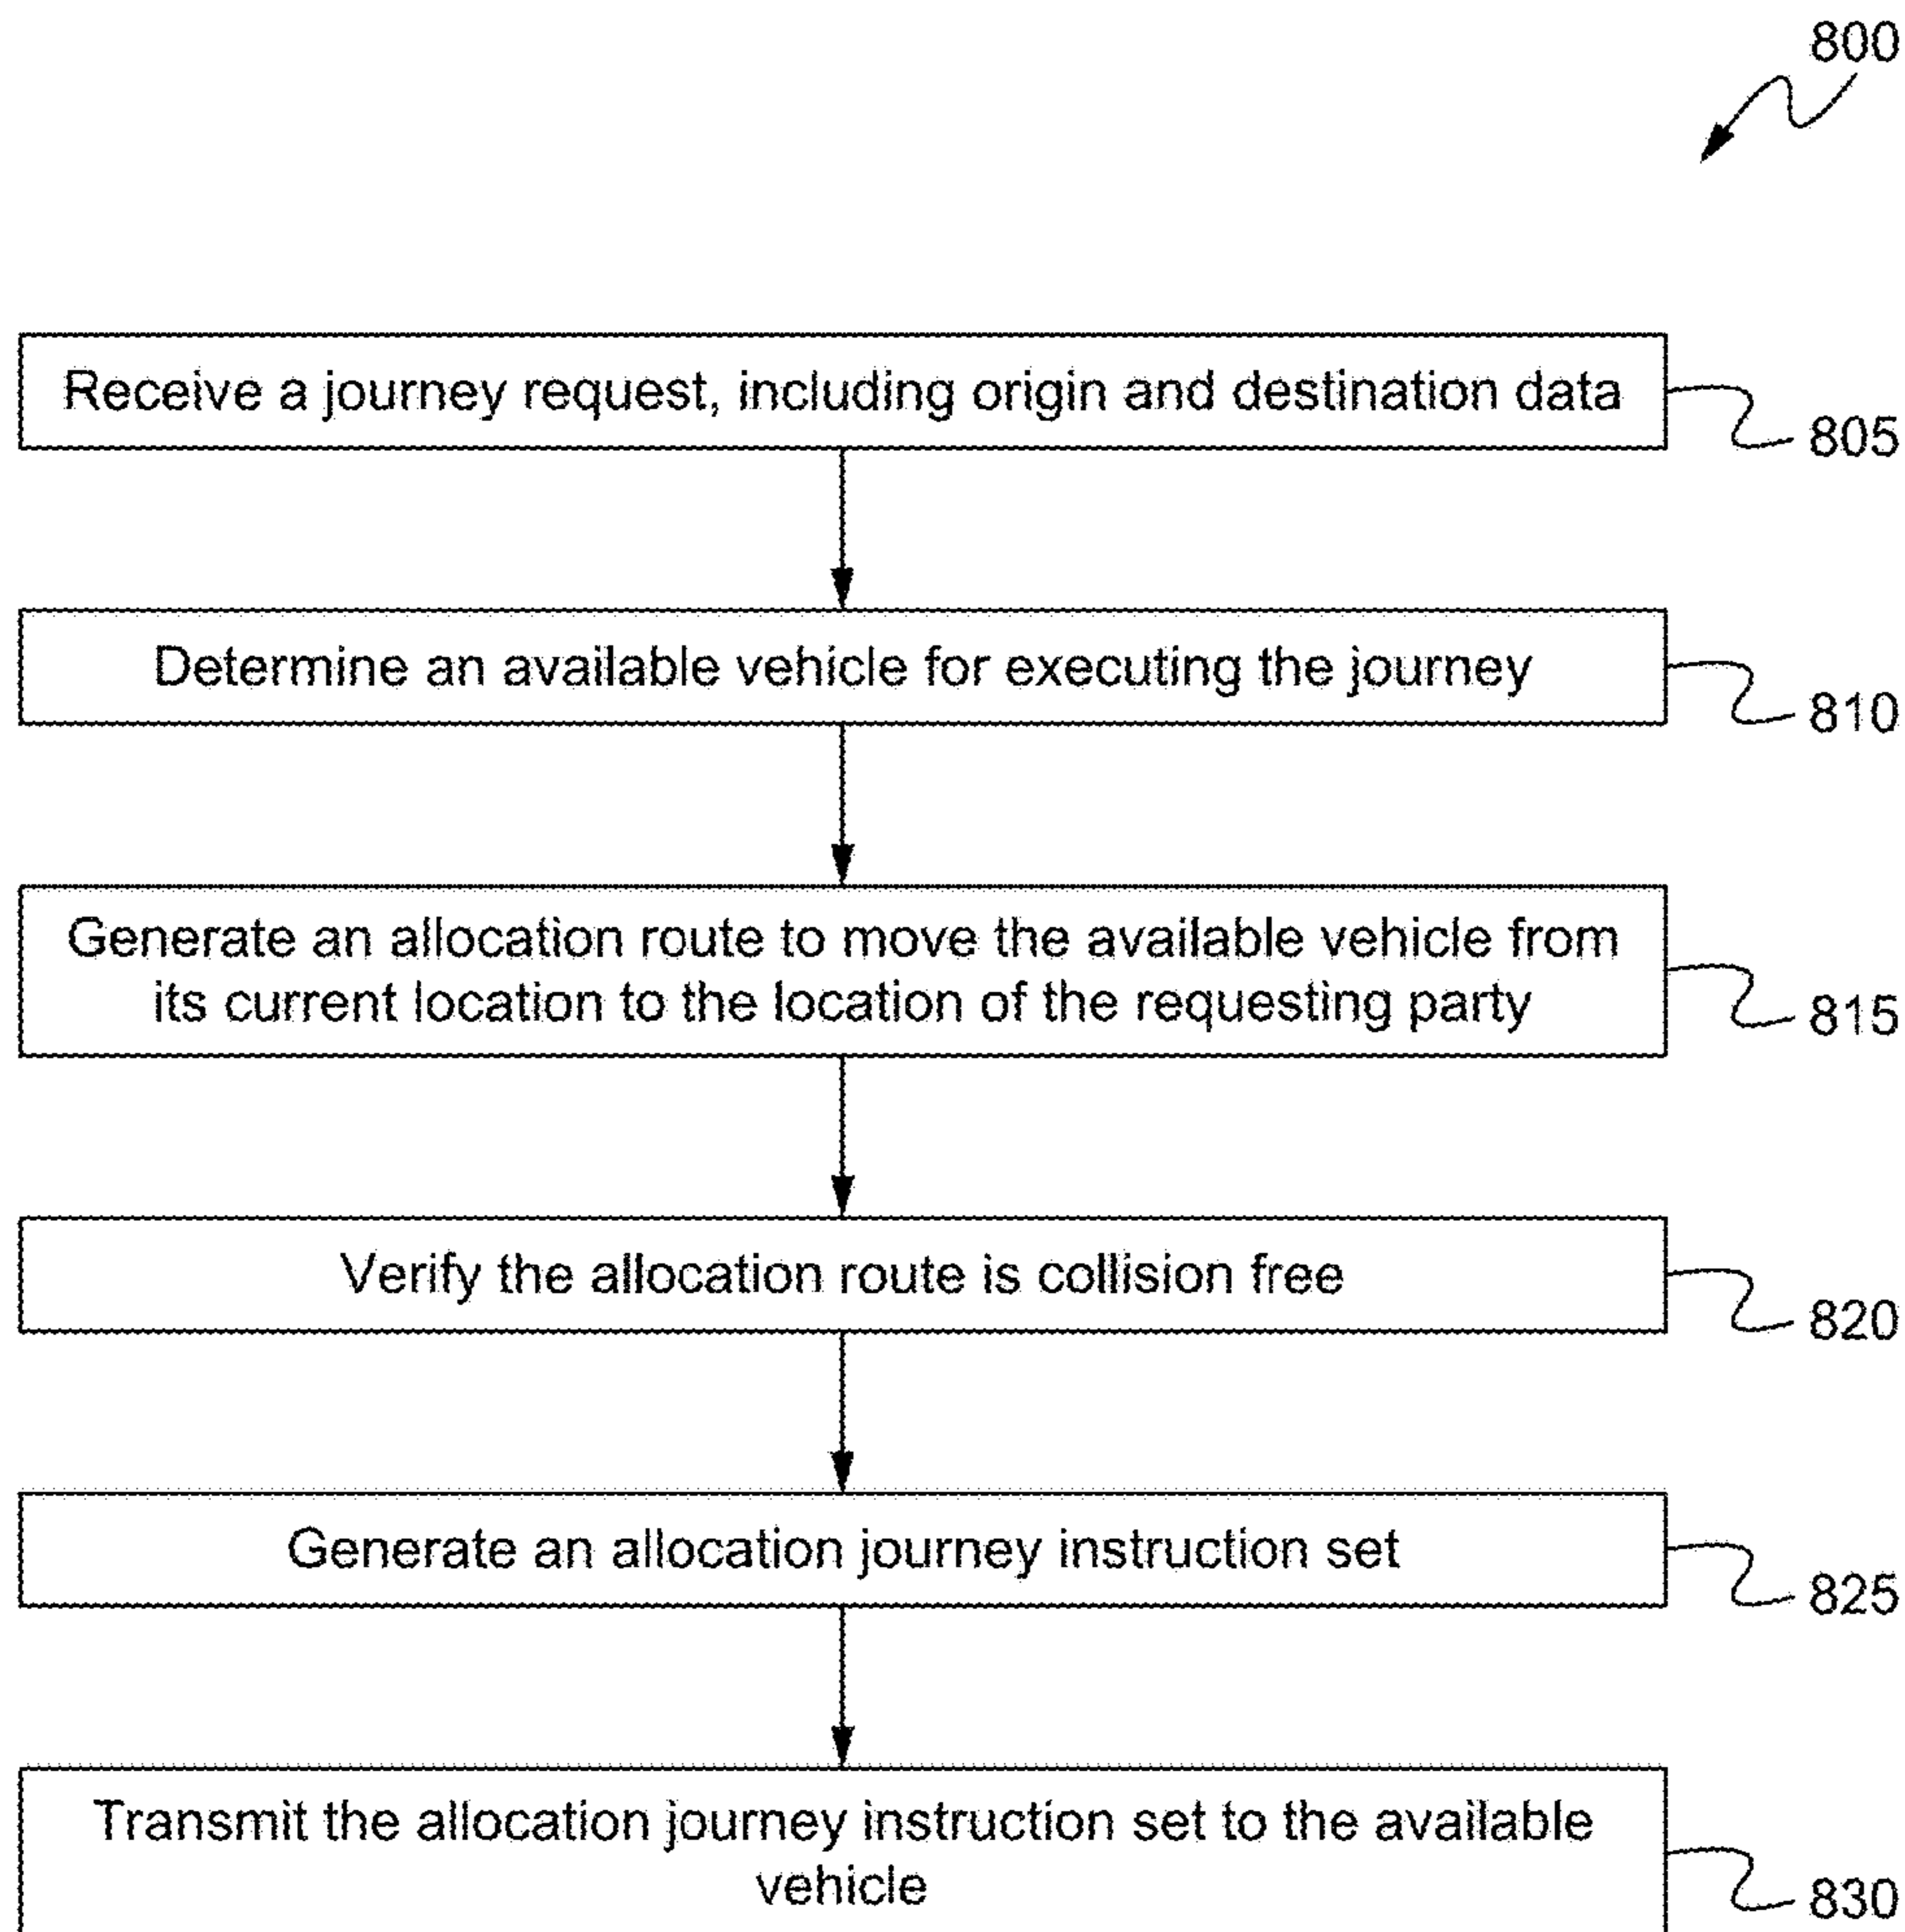 800
Receive a journey request, including origin and destination data
805
Determine an available vehicle for executing the journey
810
Generate an allocation route to move the available vehicle from
its current location to the location of the requesting party
815
Verify the allocation route is collision free
820
Generate an allocation journey instruction set
825
Transmit the allocation journey instruction set to the available
vehicle
830